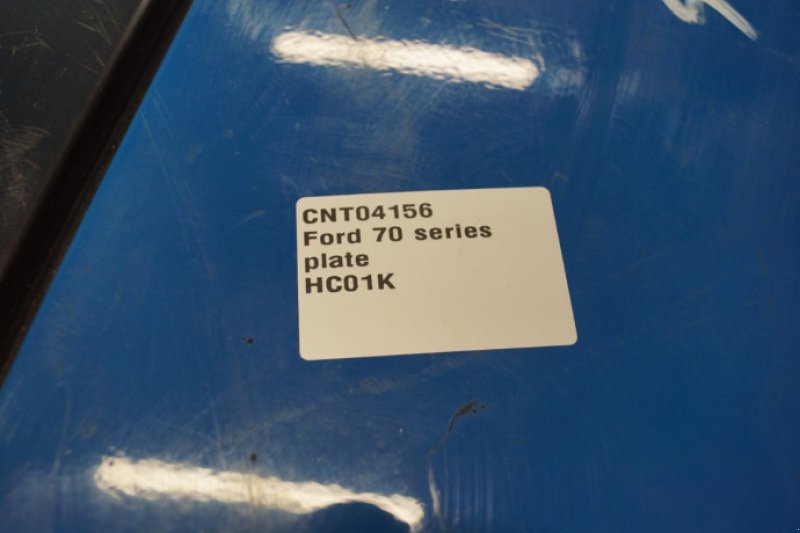 CNT04156
Ford 70 series
plate
HC01K